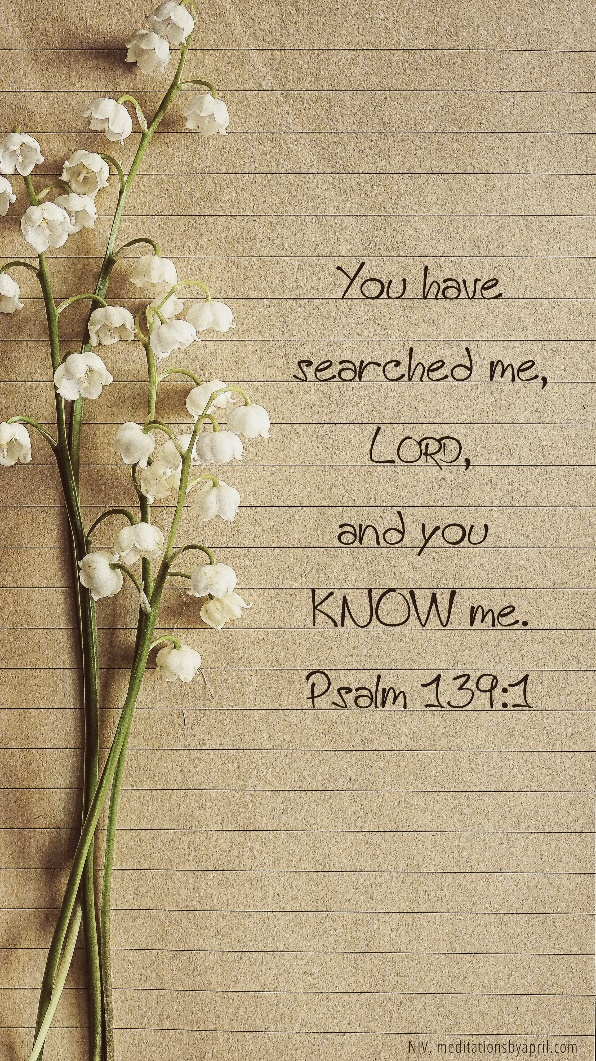 You have
searched me,
LORD,
and you
KNOW me.
Psalm 139:1
NIV, meditationsbyapril.com